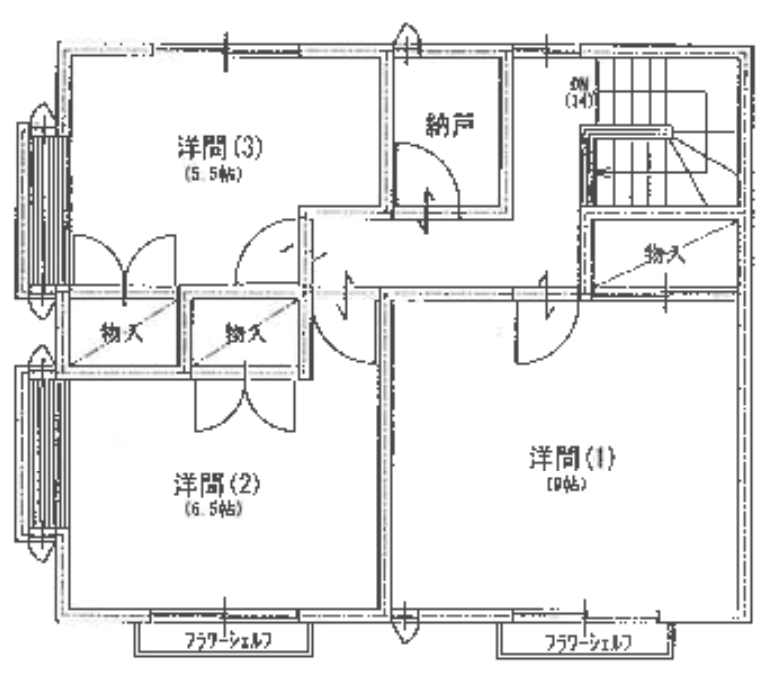 DN
(14)
納戸
洋間(3)
(5.5帖)
物入
物入
物入
洋間(1)
(9帖)
洋間(2)
(6.5帖)
フラワーシェルフ
フラワーシェルフ